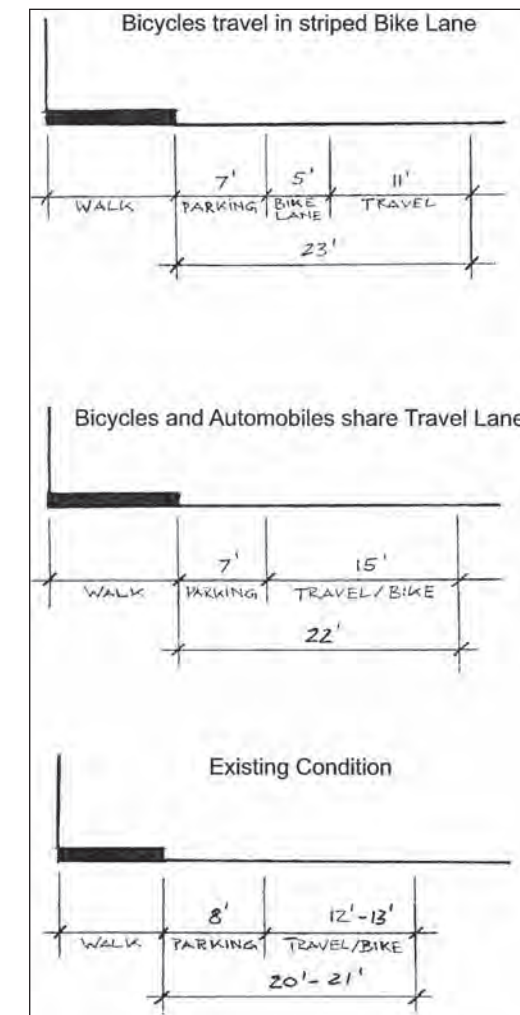 Bicycles travel in striped Bike Lane
7' 5' 11'
WALK PARKING BIKE LANE TRAVEL
23'
Bicycles and Automobiles share Travel Lane
7' 15'
WALK PARKING TRAVEL/BIKE
22'
Existing Condition
8' 12'-13'
WALK PARKING TRAVEL/BIKE
20'-21'